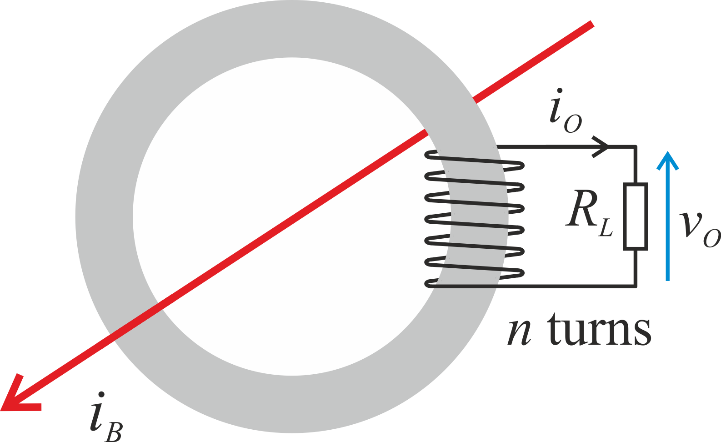 i_O
R_L
v_O
n turns
i_B